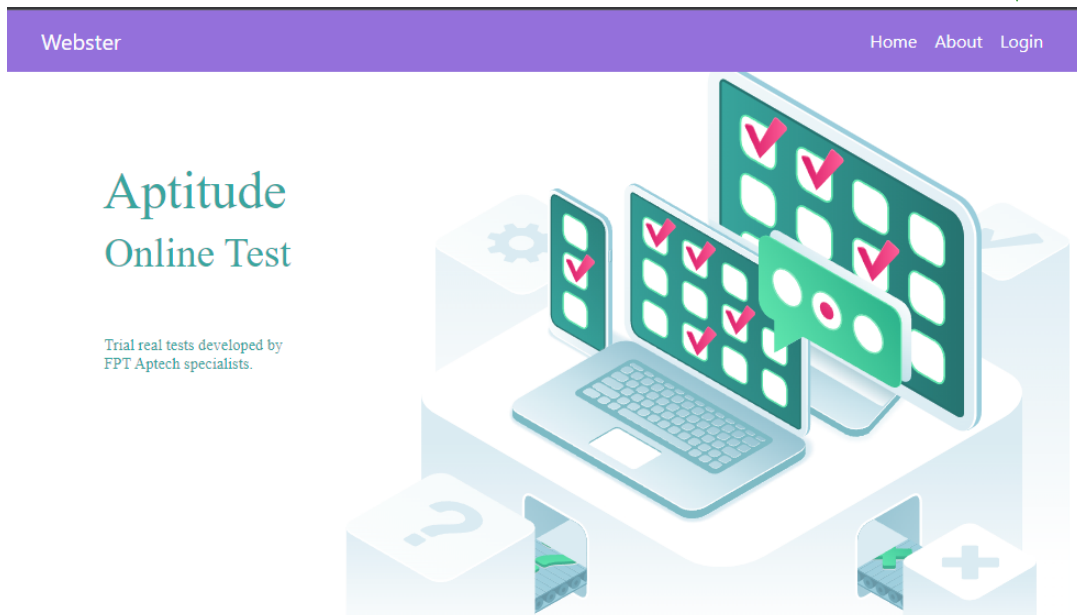 Webster
Home About Login
Aptitude
Online Test
Trial real tests developed by
FPT Aptech specialists.
?